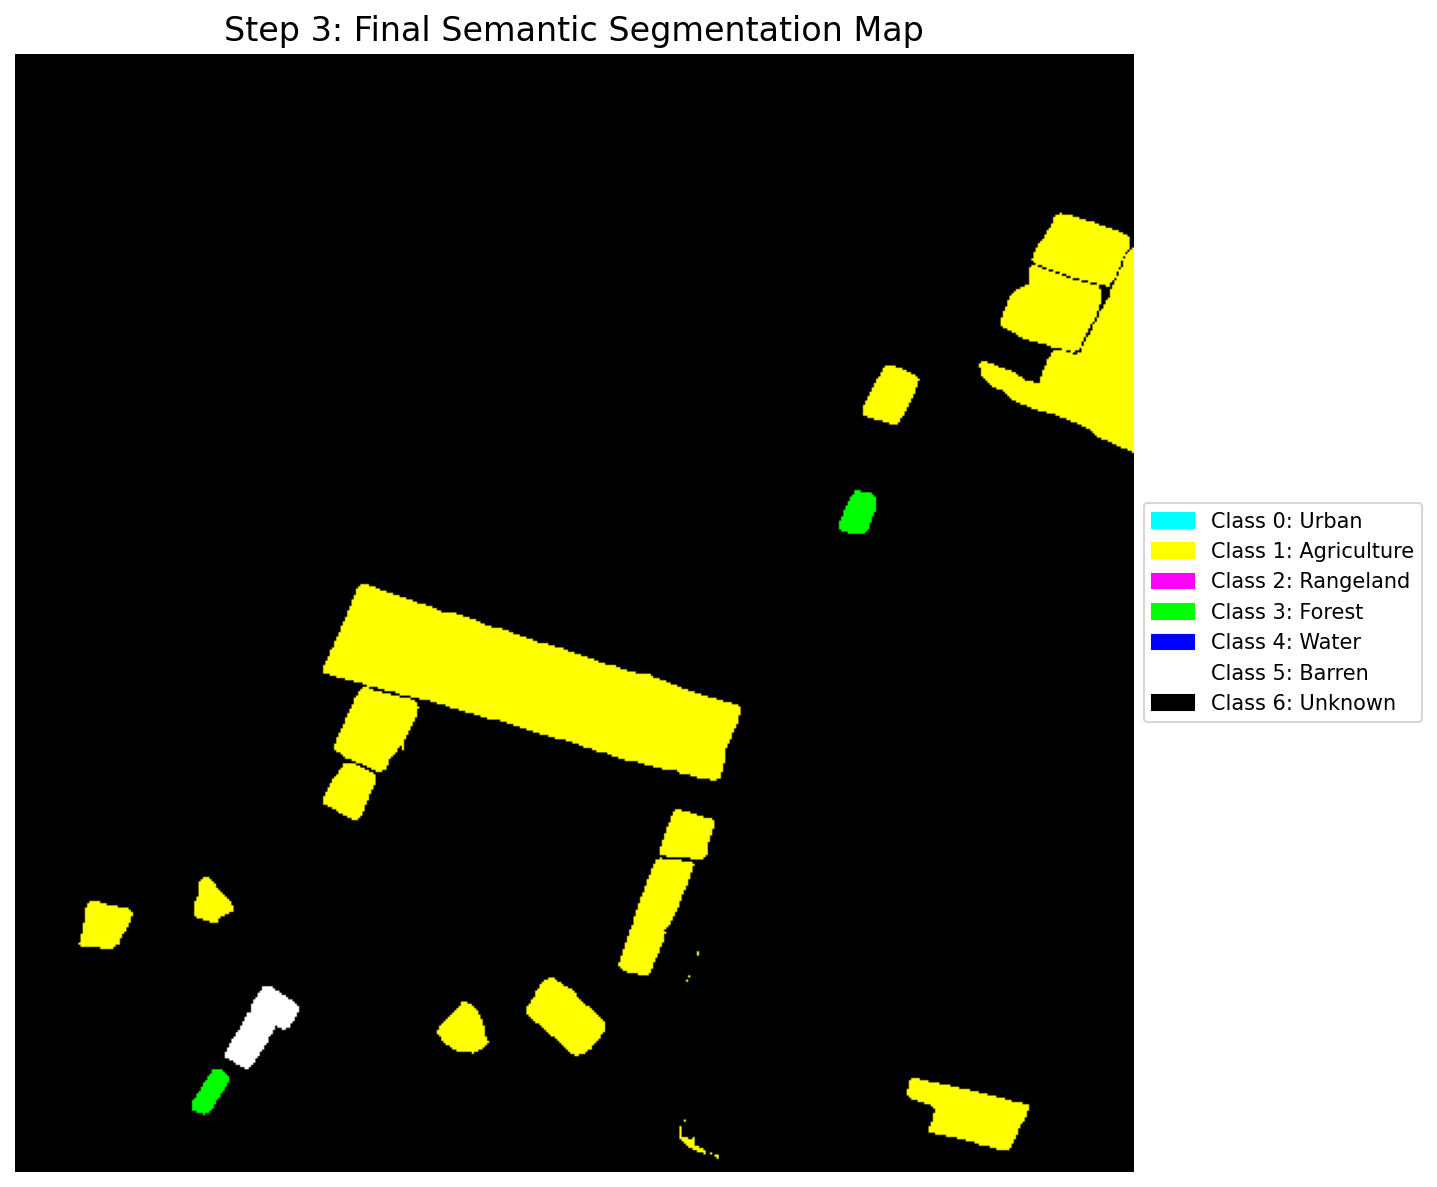 Step 3: Final Semantic Segmentation Map
Class 0: Urban
Class 1: Agriculture
Class 2: Rangeland
Class 3: Forest
Class 4: Water
Class 5: Barren
Class 6: Unknown